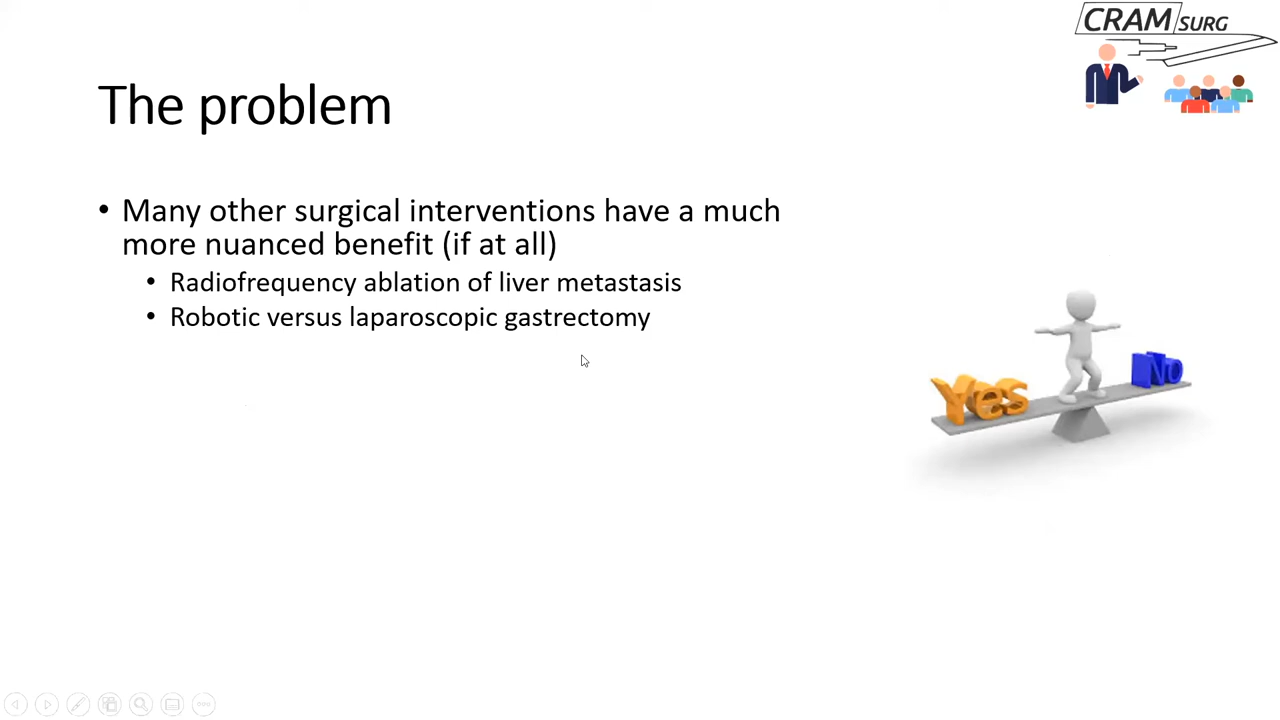 CRAM SURG
The problem
• Many other surgical interventions have a much
more nuanced benefit (if at all)
• Radiofrequency ablation of liver metastasis
• Robotic versus laparoscopic gastrectomy
Yes
No